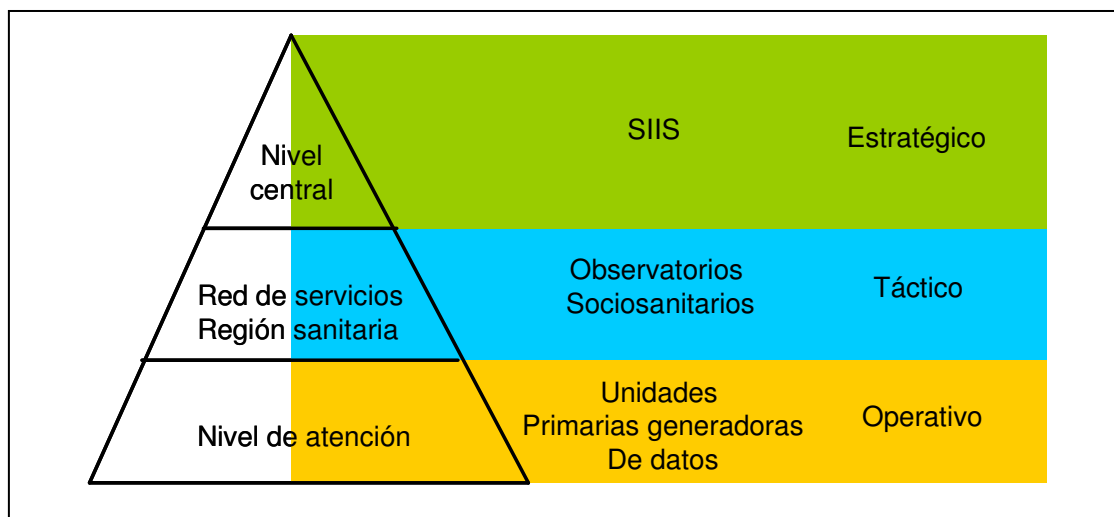 Nivel
central
SIIS
Estratégico
Red de servicios
Región sanitaria
Observatorios
Sociosanitarios
Táctico
Nivel de atención
Unidades
Primarias generadoras
De datos
Operativo